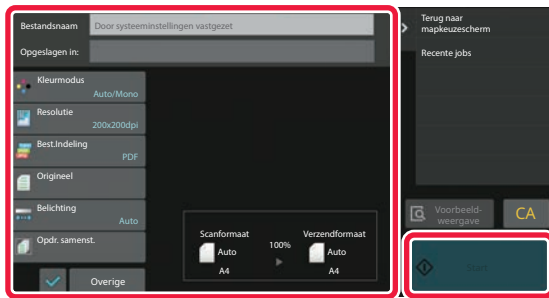 Bestandsnaam
Door systeeminstellingen vastgezet
Opgeslagen in:
Kleurmodus
Auto/Mono
Resolutie
200x200dpi
Best.Indeling
PDF
Origineel
Belichting
Auto
Opdr. samenst.
Overige
Scanformaat
Auto
A4
100%
Verzendformaat
Auto
A4
Terug naar
mapkeuzescherm
Recente jobs
Voorbeeld-
weergave
CA
Start